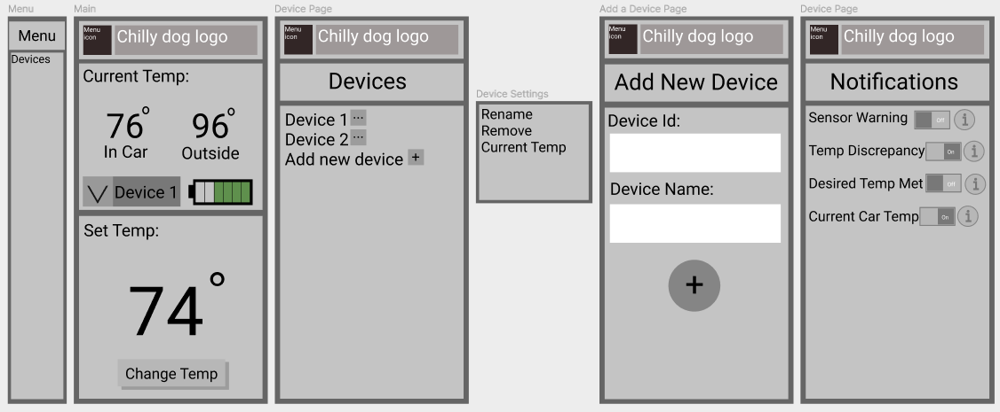 Menu
Menu
Devices
Main
Menu
icon
Chilly dog logo
Current Temp:
76°
96°
In Car
Outside
Device 1
Set Temp:
74°
Change Temp
Device Page
Menu
icon
Chilly dog logo
Devices
Device 1 ...
Device 2 ...
Add new device +
Device Settings
Rename
Remove
Current Temp
Add a Device Page
Menu
icon
Chilly dog logo
Add New Device
Device Id:
Device Name:
+
Device Page
Menu
icon
Chilly dog logo
Notifications
Sensor Warning Off i
Temp Discrepancy On i
Desired Temp Met Off i
Current Car Temp On i